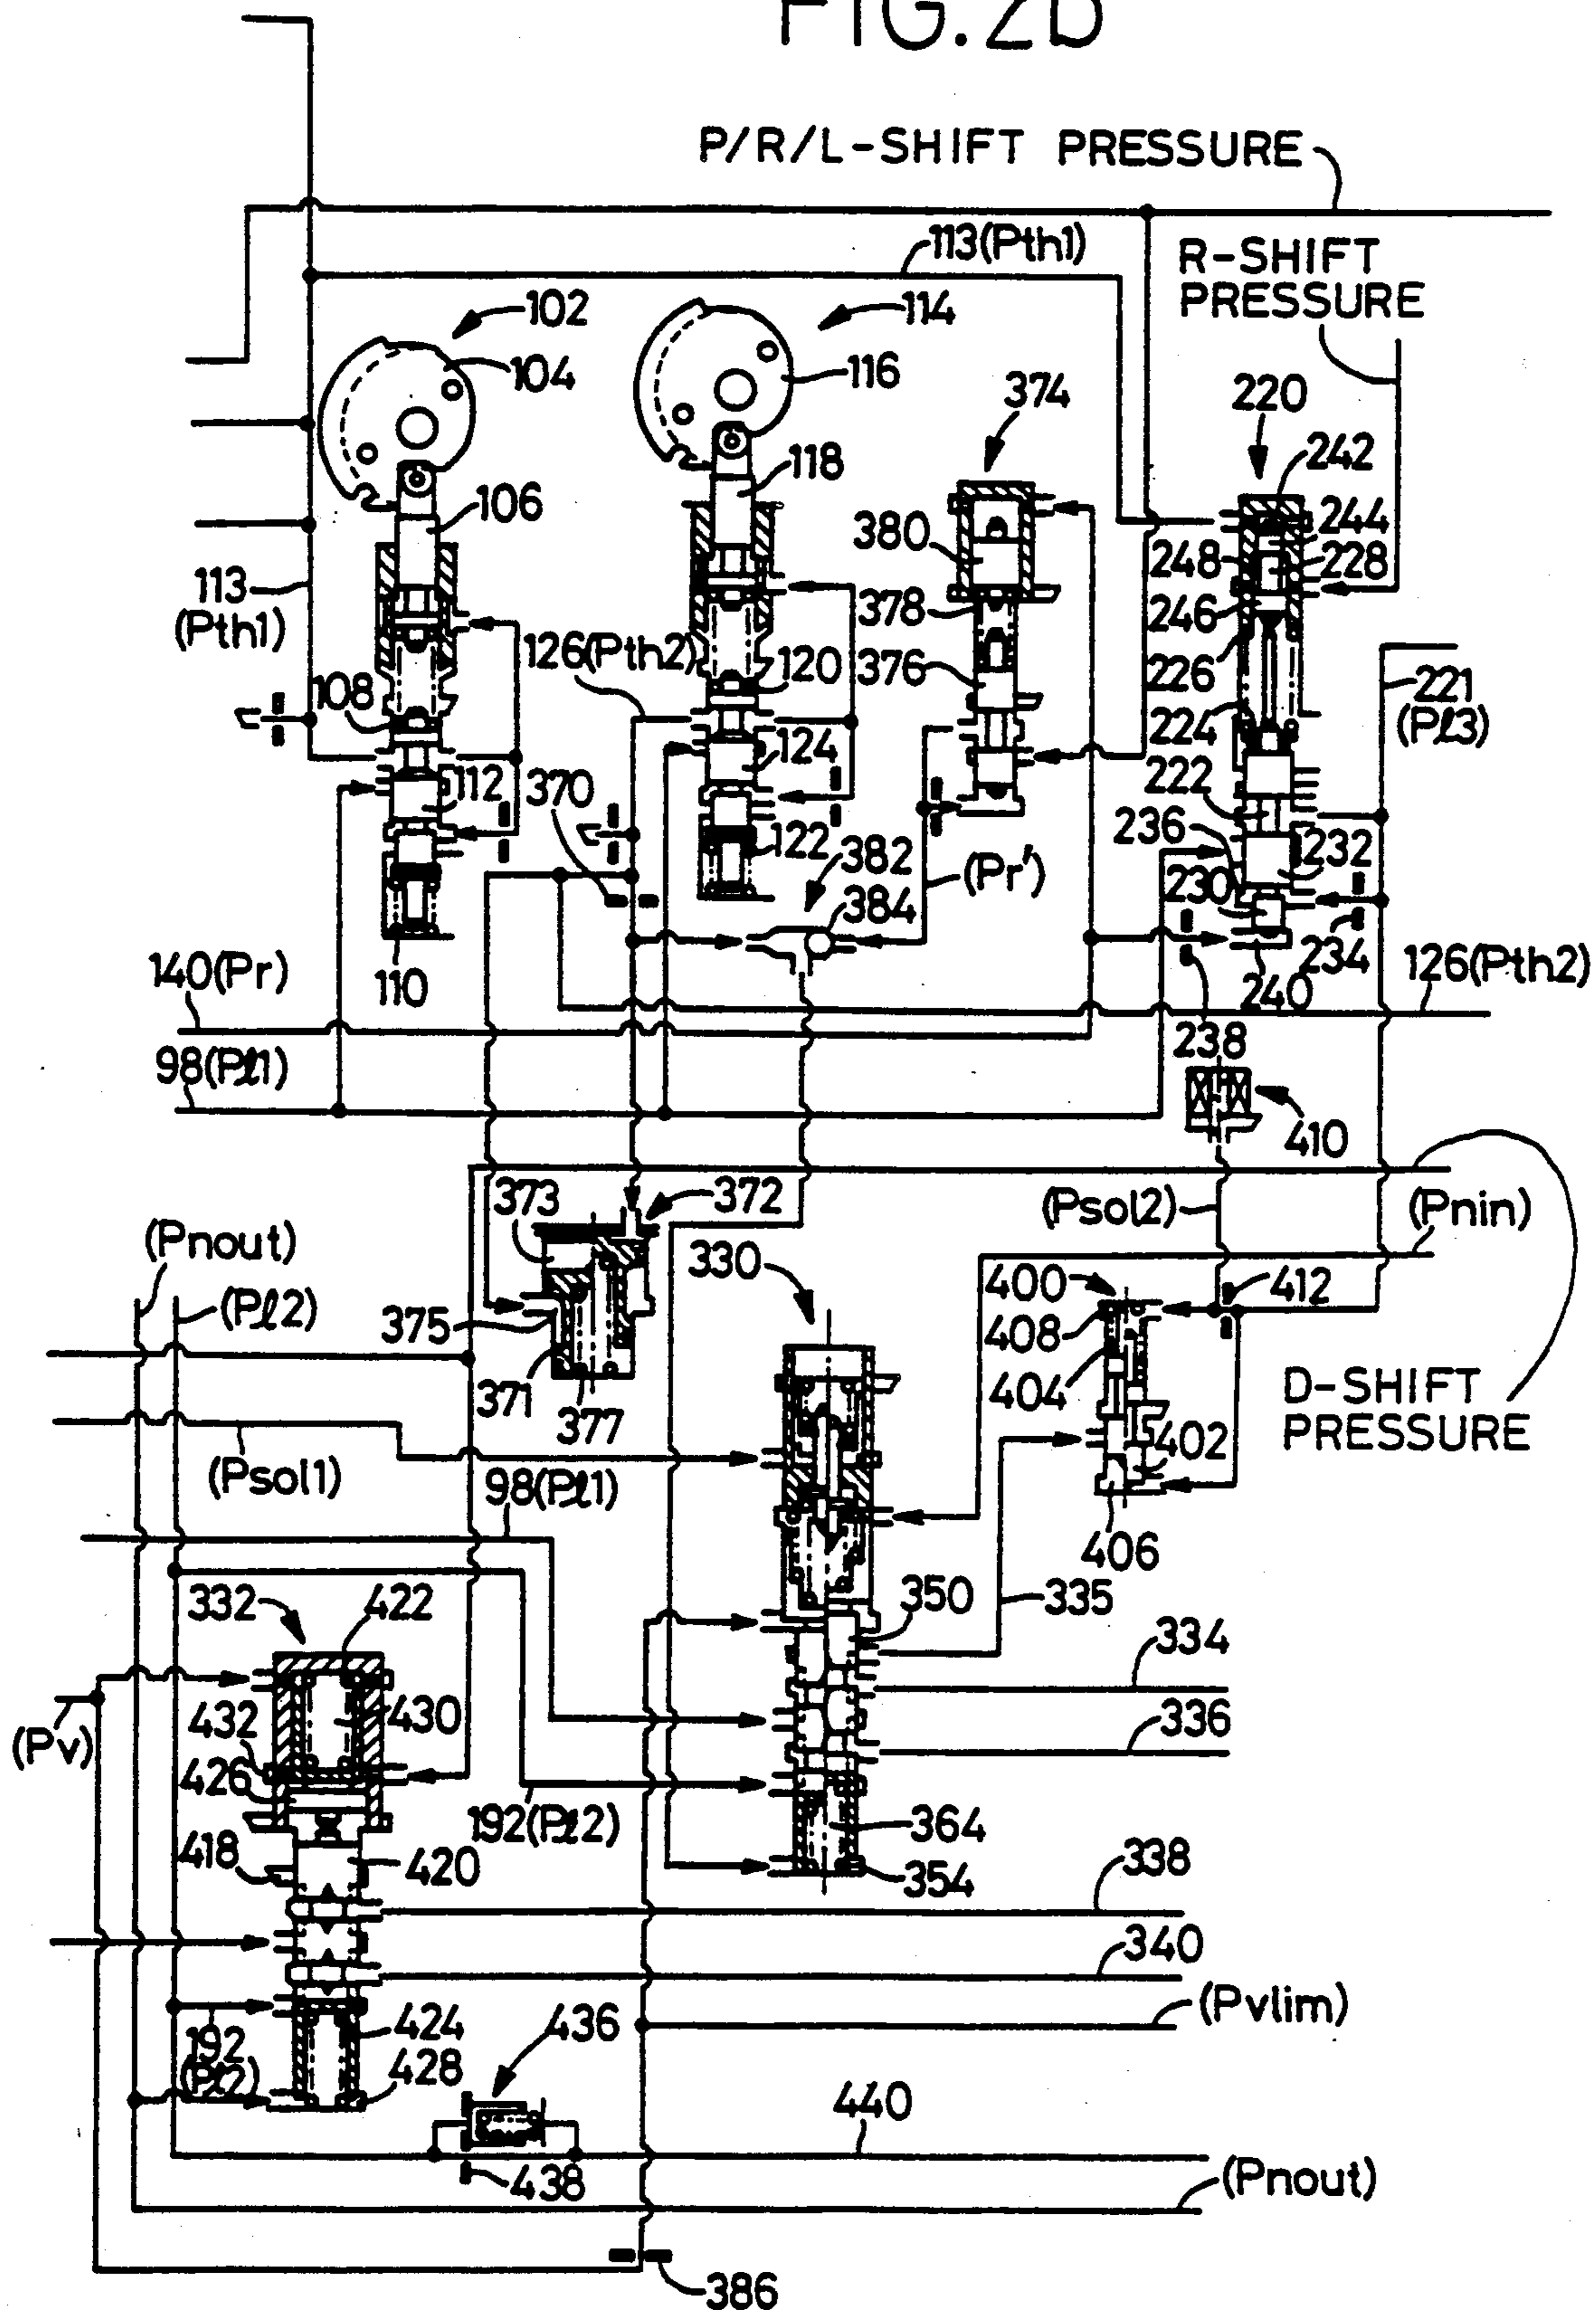 FIG. 2b
P/R/L-SHIFT PRESSURE
113(Pth1)
R-SHIFT
PRESSURE
102
114
104
116
374
220
242
118
106
380
244
248
228
113
(Pth1)
378
246
126(Pth2)
120
376
226
221
(Pl3)
108
224
124
222
112
370
236
232
122
382
(Pr')
230
384
140(Pr)
110
234
126(Pth2)
240
98(Pl1)
238
410
373
372
(Psol2)
(Pnin)
(Pnout)
330
400
412
(Pl2)
375
408
371
377
404
D-SHIFT
PRESSURE
402
(Psol1)
98(Pl1)
406
332
422
350
335
334
432
430
336
(Pv)
426
192(Pl2)
364
418
420
354
338
340
(Pvlim)
424
436
192
(Pl2)
428
440
438
(Pnout)
386